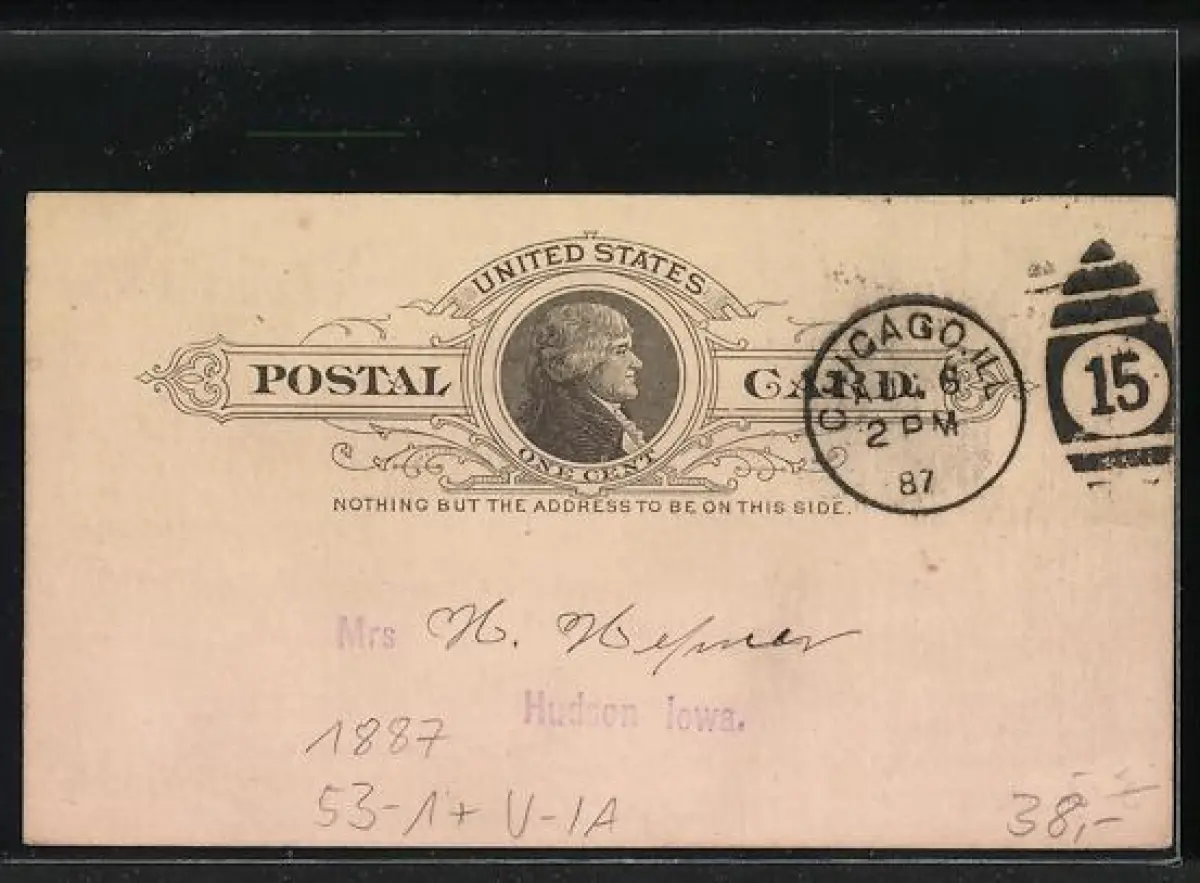 UNITED STATES
POSTAL CARD.
ONE CENT
NOTHING BUT THE ADDRESS TO BE ON THIS SIDE.
CHICAGO, ILL.
6
2 PM
87
15
Mrs H.
Hudson Iowa.
1887
53-1+ V-1A
38,-